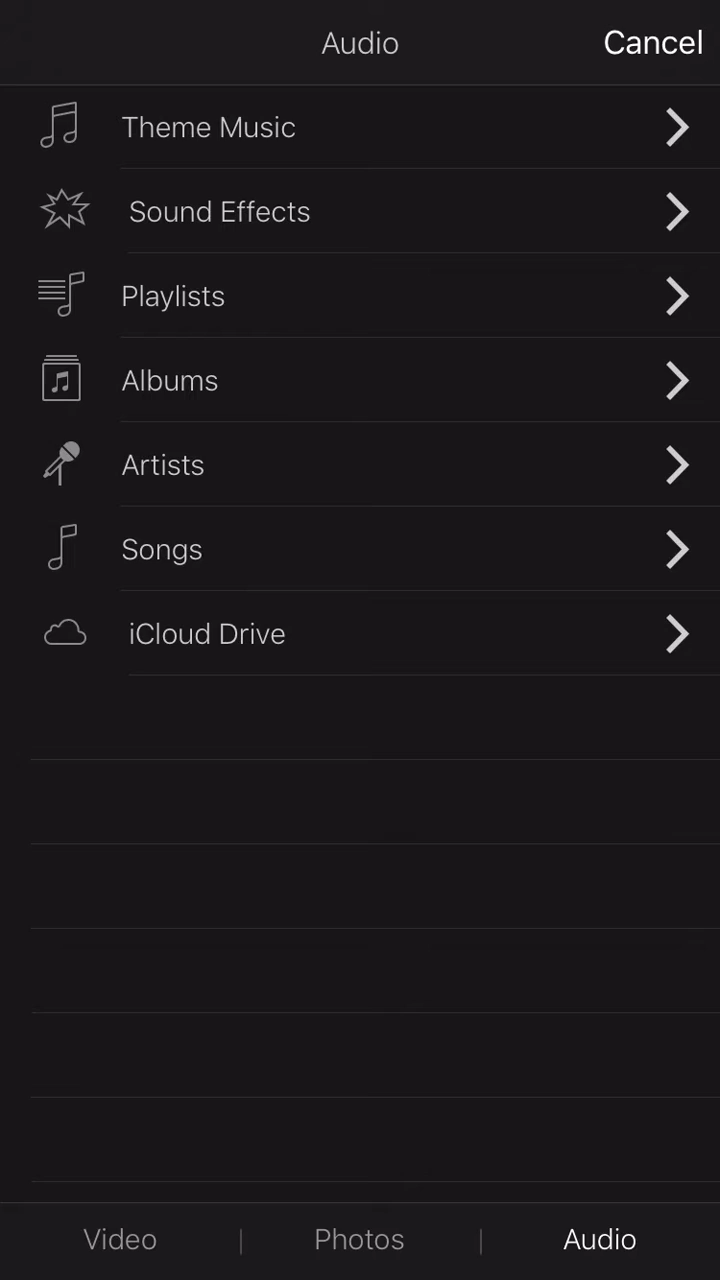 Audio Cancel
Theme Music
Sound Effects
Playlists
Albums
Artists
Songs
iCloud Drive
Video | Photos | Audio